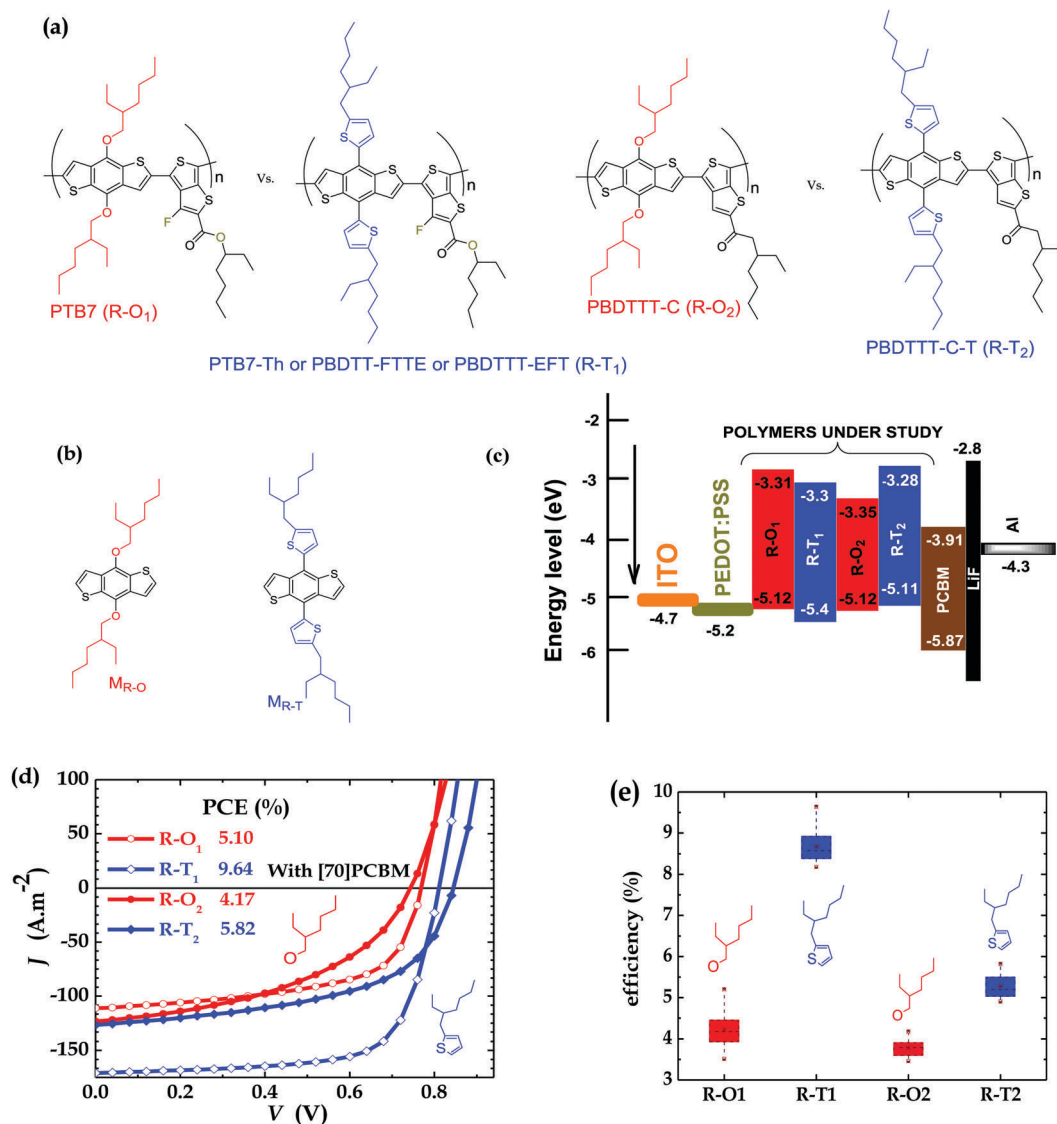 (a)
O
O
S
S
S
S
F
O
O
n
PTB7 (R-O1)
Vs.
S
S
S
S
S
S
F
O
O
n
PTB7-Th or PBDTT-FTTE or PBDTTT-EFT (R-T1)
O
O
S
S
S
S
O
n
PBDTTT-C (R-O2)
Vs.
S
S
S
S
S
S
O
n
PBDTTT-C-T (R-T2)
(b)
O
S
S
O
MR-O
S
S
S
S
MR-T
(c)
Energy level (eV)
-2
-3
-4
-5
-6
POLYMERS UNDER STUDY
ITO
-4.7
PEDOT:PSS
-5.2
-3.31
R-O1
-5.12
-3.3
R-T1
-5.4
-3.35
R-O2
-5.12
-3.28
R-T2
-5.11
-3.91
PCBM
-5.87
-2.8
LiF
Al
-4.3
(d)
J (A.m-2)
100
50
0
-50
-100
-150
PCE (%)
R-O1 5.10
R-T1 9.64
With [70]PCBM
R-O2 4.17
R-T2 5.82
O
S
0.0 0.2 0.4 0.6 0.8
V (V)
(e)
efficiency (%)
10
9
8
7
6
5
4
3
O
S
O
S
R-O1 R-T1 R-O2 R-T2